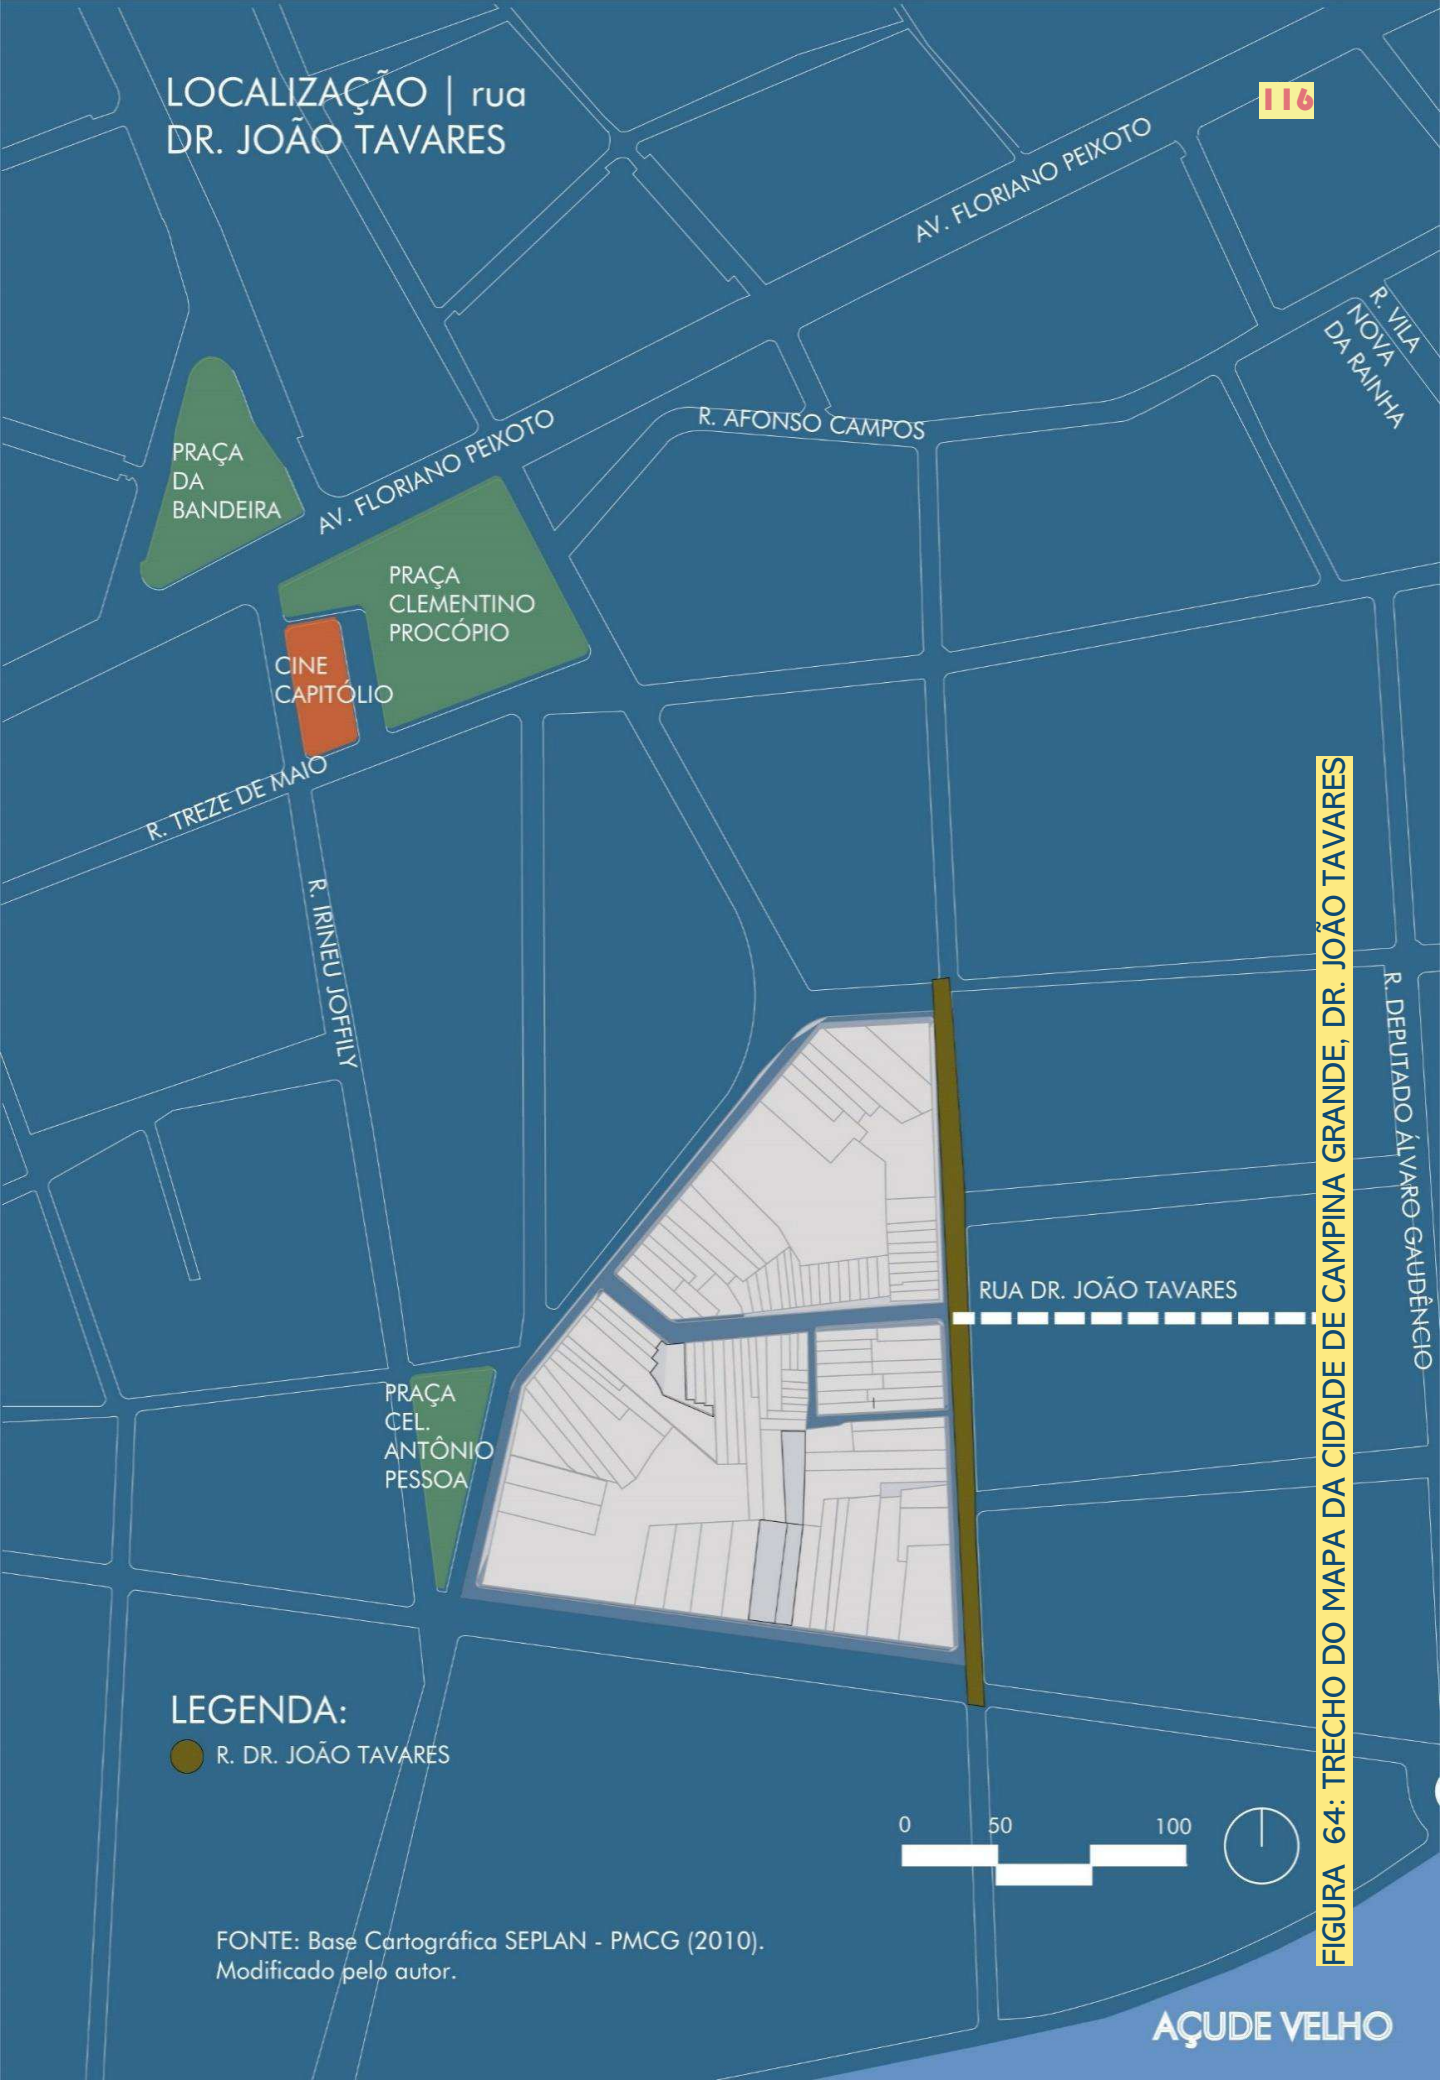 LOCALIZAÇÃO | rua
DR. JOÃO TAVARES
116
AV. FLORIANO PEIXOTO
R. VILA
NOVA
DA RAINHA
R. AFONSO CAMPOS
PRAÇA
DA
BANDEIRA
AV. FLORIANO PEIXOTO
PRAÇA
CLEMENTINO
PROCÓPIO
CINE
CAPITÓLIO
R. TREZE DE MAIO
R. IRINEU JOFFILY
R. DEPUTADO ÁLVARO GAUDÊNCIO
RUA DR. JOÃO TAVARES
PRAÇA
CEL.
ANTÔNIO
PESSOA
FIGURA 64: TRECHO DO MAPA DA CIDADE DE CAMPINA GRANDE, DR. JOÃO TAVARES
LEGENDA:
R. DR. JOÃO TAVARES
0 50 100
FONTE: Base Cartográfica SEPLAN - PMCG (2010).
Modificado pelo autor.
AÇUDE VELHO